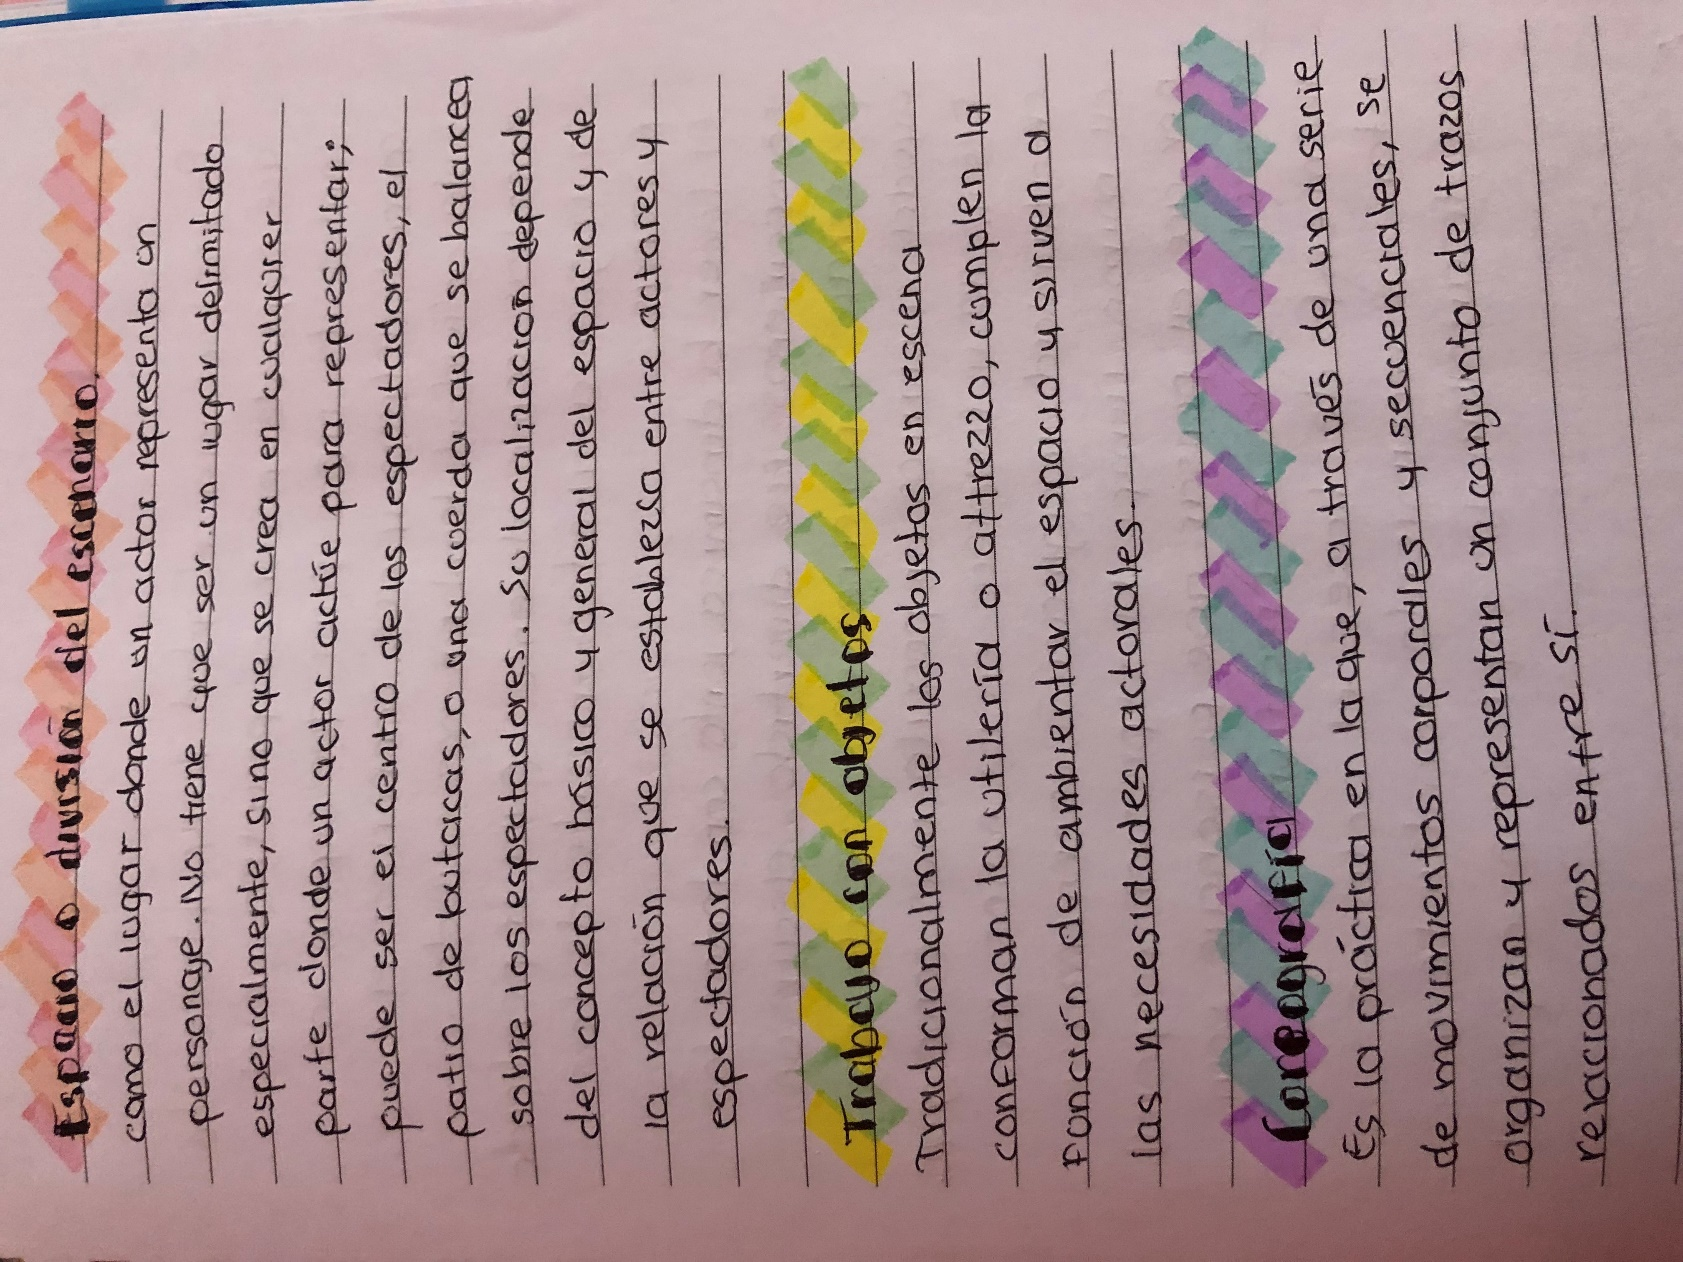 Espacio o división del escenario.
como el lugar donde un actor representa un
personaje. No tiene que ser un lugar delimitado
especialmente, sino que se crea en cualquier
parte donde un actor actúe para representar;
puede ser el centro de los espectadores, el
patio de butacas, o una cuerda que se balancea
sobre los espectadores. Su localización depende
del concepto básico y general del espacio y de
la relación que se establezca entre actores y
espectadores.
Trabajo con objetos
Tradicionalmente los objetos en escena
conforman la utilería o attrezzo, cumplen la
función de ambientar el espacio y sirven a
las necesidades actorales.
Coreografía
Es la práctica en la que, a través de una serie
de movimientos corporales y secuenciales, se
organizan y representan un conjunto de trazos
relacionados entre sí.